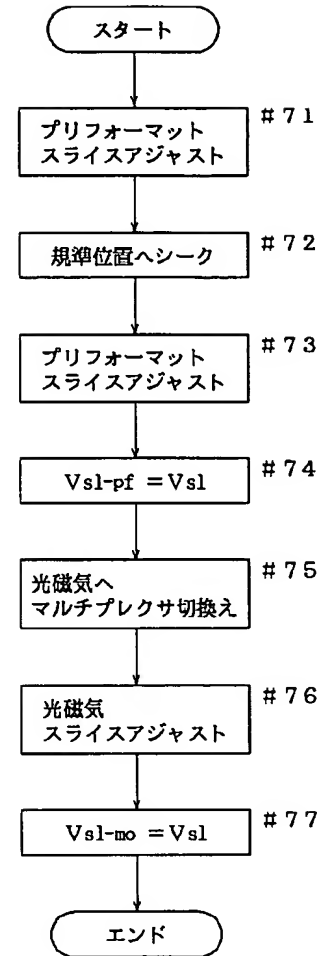 スタート
#71
プリフォーマット
スライスアジャスト
#72
規準位置へシーク
#73
プリフォーマット
スライスアジャスト
#74
Vsl-pf =Vsl
#75
光磁気へ
マルチプレクサ切換え
#76
光磁気
スライスアジャスト
#77
Vsl-mo =Vsl
エンド